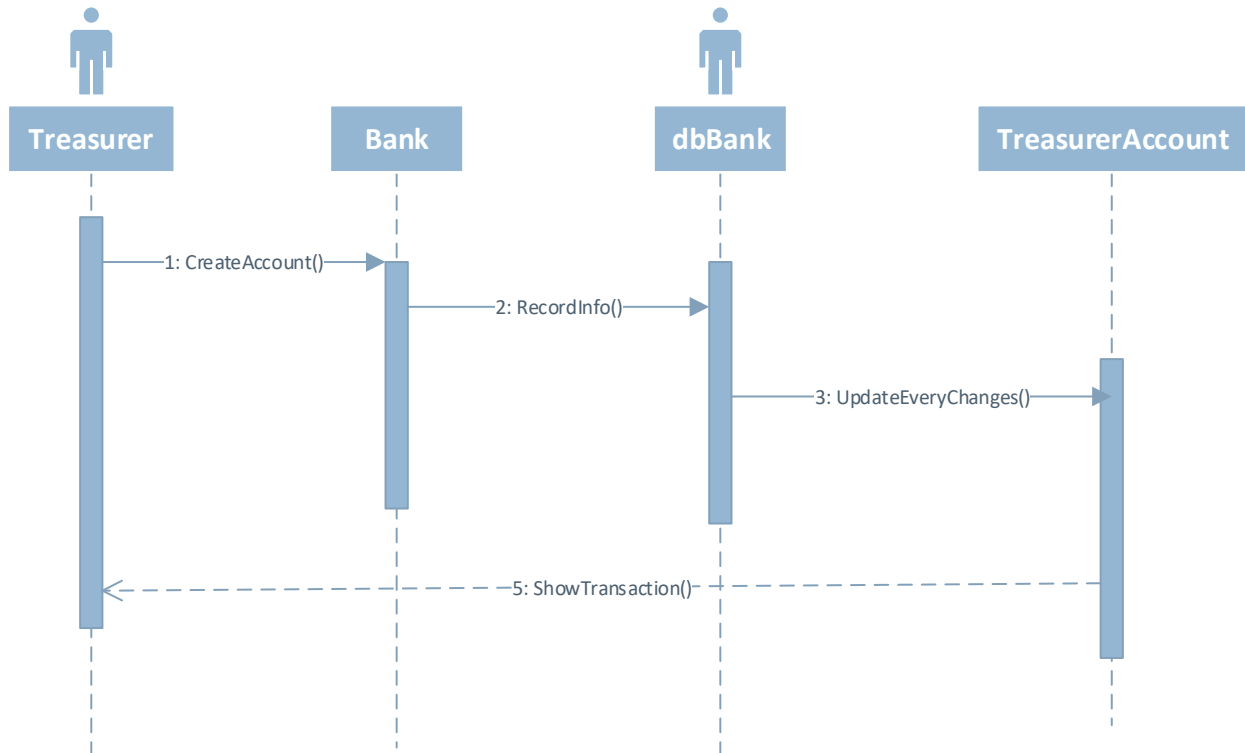 Treasurer
Bank
dbBank
TreasurerAccount
1: CreateAccount()
2: RecordInfo()
3: UpdateEveryChanges()
5: ShowTransaction()